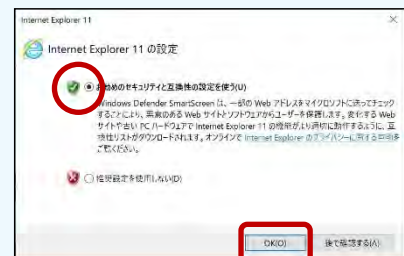 Internet Explorer 11
Internet Explorer 11 の設定
お勧めのセキュリティと互換性の設定を使う(U)
Windows Defender SmartScreen は、一部の Web アドレスをマイクロソフトに送ってチェック
することにより、悪意のある Web サイトとソフトウェアからユーザーを保護します。変化する Web
サイトや古い PC ハードウェアで Internet Explorer 11 の機能がより適切に動作するように、互
換性リストがダウンロードされます。オンラインで Internet Explorer のプライバシーに関する声明を
ご覧ください。
推奨設定を使用しない(D)
OK(O) 後で確認する(A)